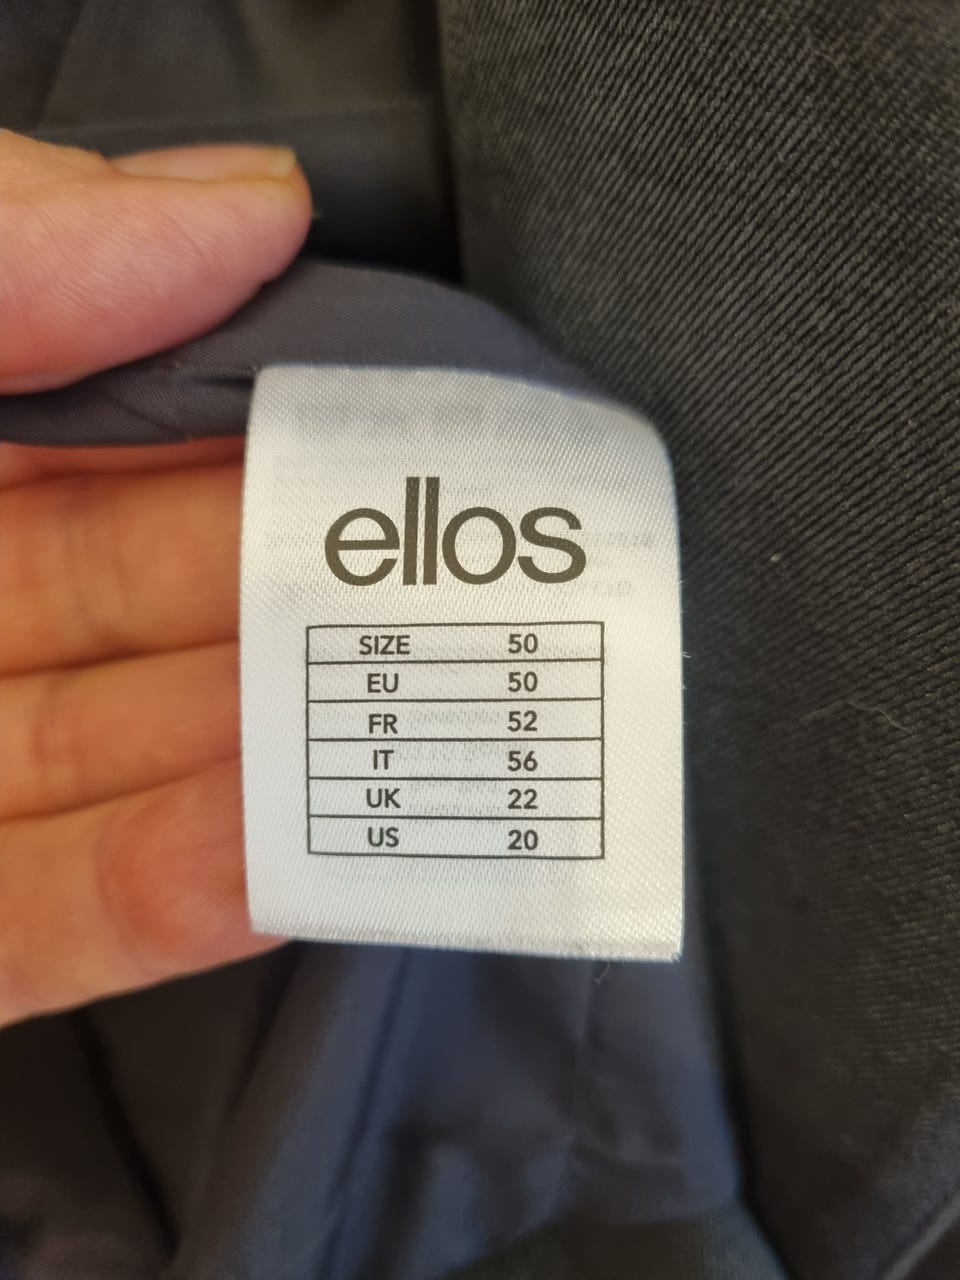 ellos
SIZE 50
EU 50
FR 52
IT 56
UK 22
US 20